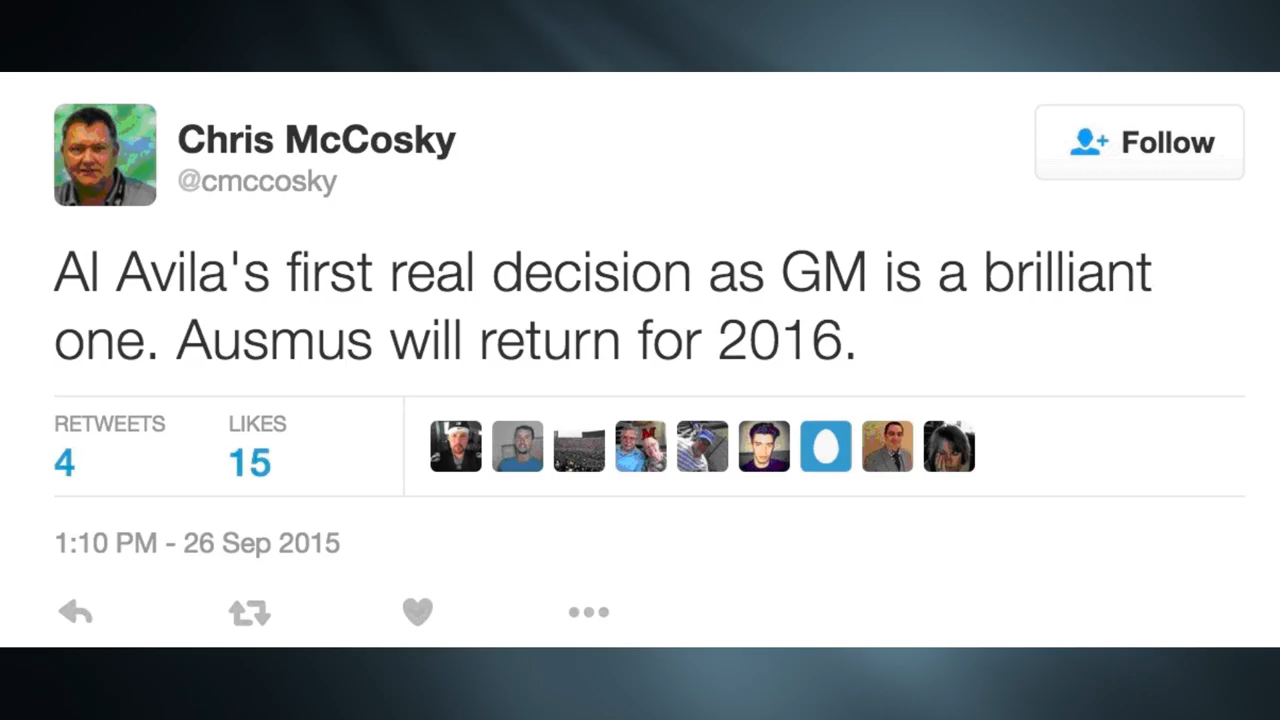 Chris McCosky
@cmccosky
Follow
Al Avila's first real decision as GM is a brilliant
one. Ausmus will return for 2016.
RETWEETS
LIKES
4
15
1:10 PM - 26 Sep 2015